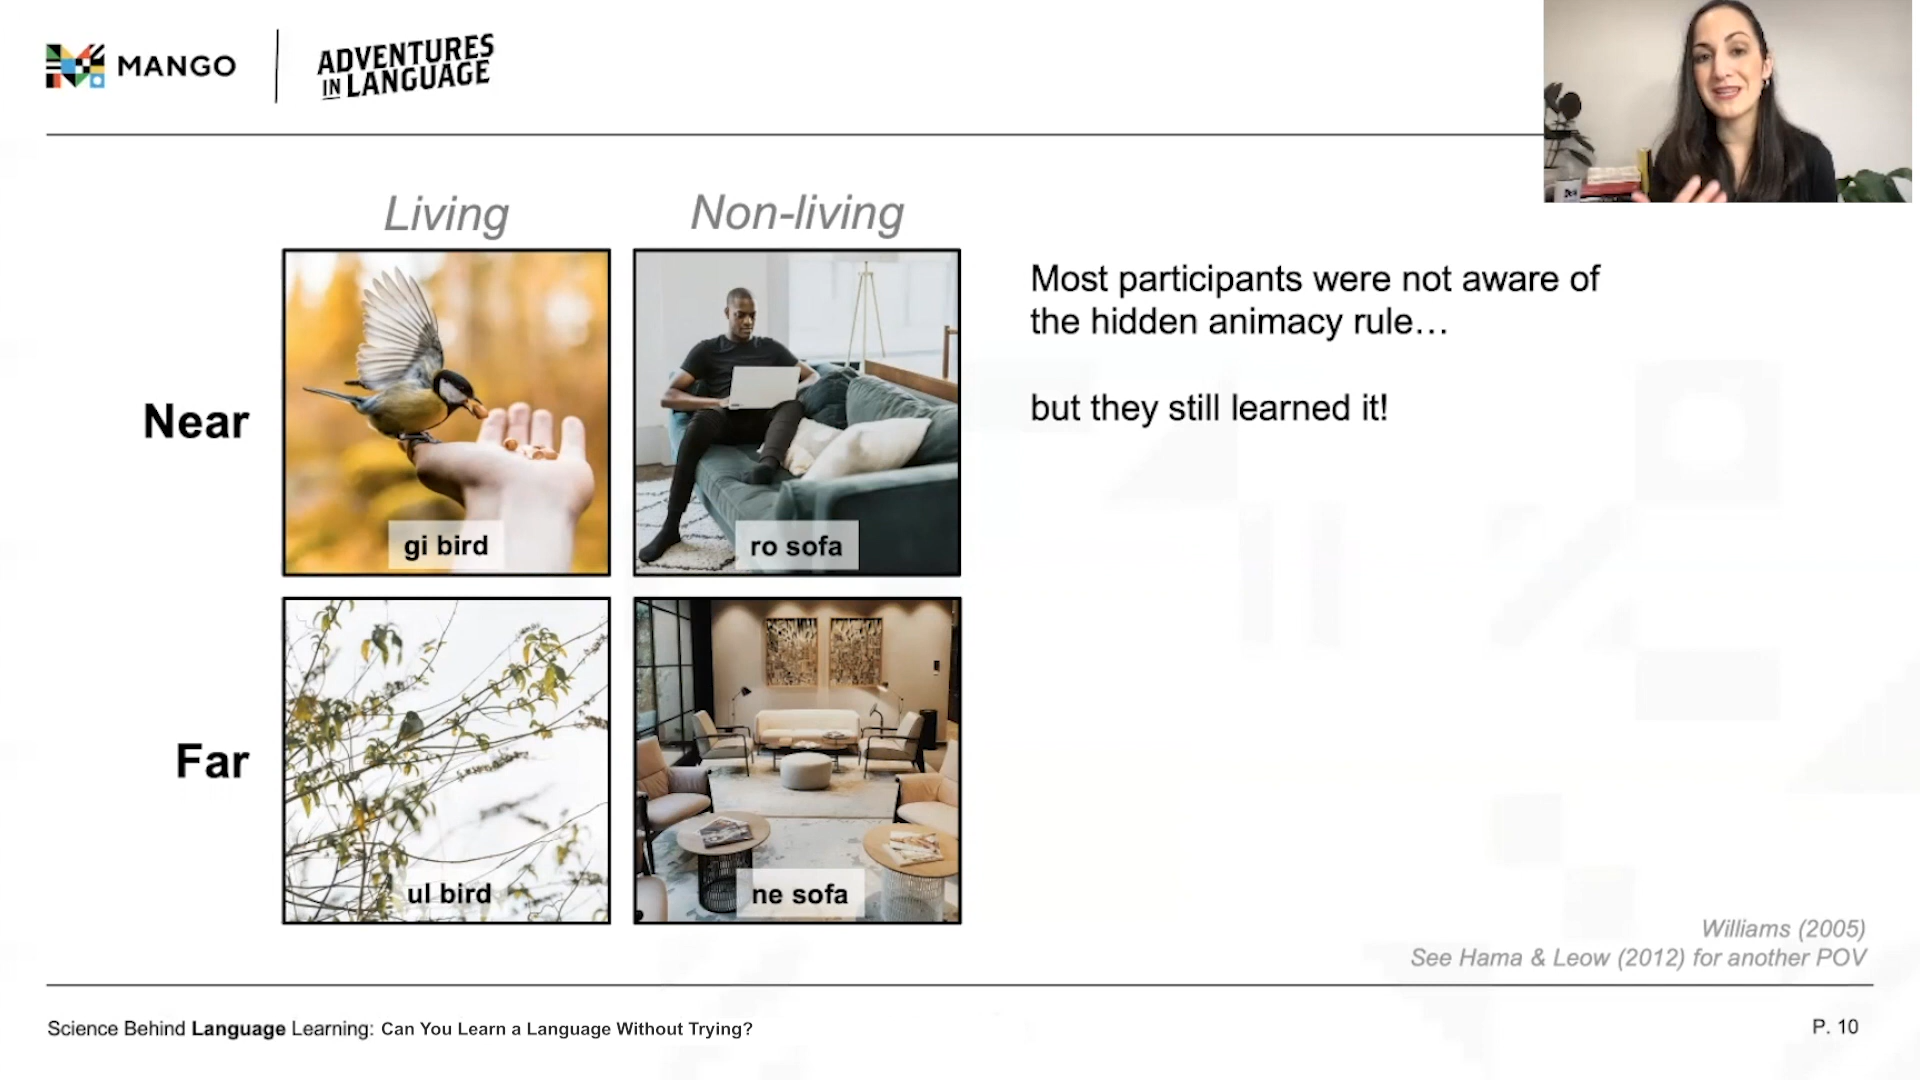 MANGO
ADVENTURES
IN LANGUAGE
Living
Non-living
Near
gi bird
ro sofa
Far
ul bird
ne sofa
Most participants were not aware of
the hidden animacy rule…
but they still learned it!
Williams (2005)
See Hama & Leow (2012) for another POV
Science Behind Language Learning: Can You Learn a Language Without Trying?
P. 10